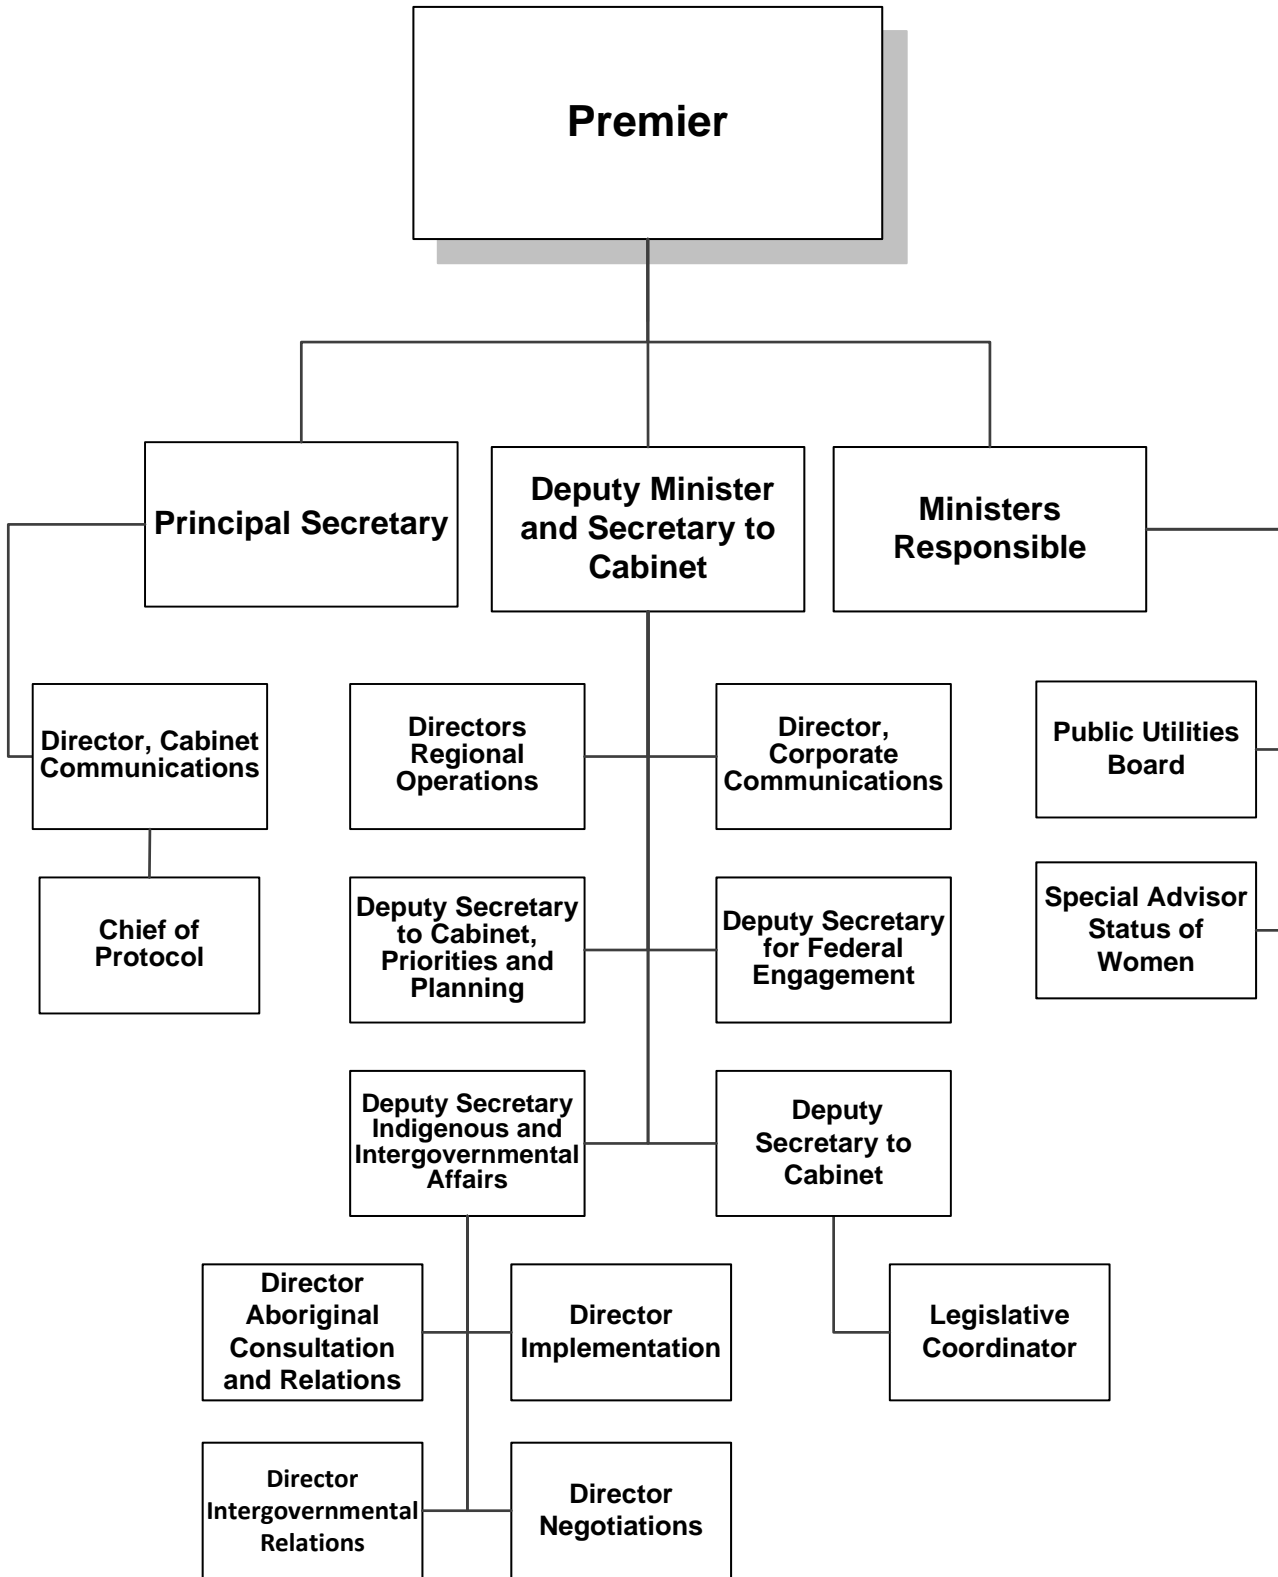 Premier
Principal Secretary
Deputy Minister
and Secretary to
Cabinet
Ministers
Responsible
Director, Cabinet
Communications
Directors
Regional
Operations
Director,
Corporate
Communications
Public Utilities
Board
Chief of
Protocol
Deputy Secretary
to Cabinet,
Priorities and
Planning
Deputy Secretary
for Federal
Engagement
Special Advisor
Status of
Women
Deputy Secretary
Indigenous and
Intergovernmental
Affairs
Deputy
Secretary to
Cabinet
Director
Aboriginal
Consultation
and Relations
Director
Implementation
Legislative
Coordinator
Director
Intergovernmental
Relations
Director
Negotiations